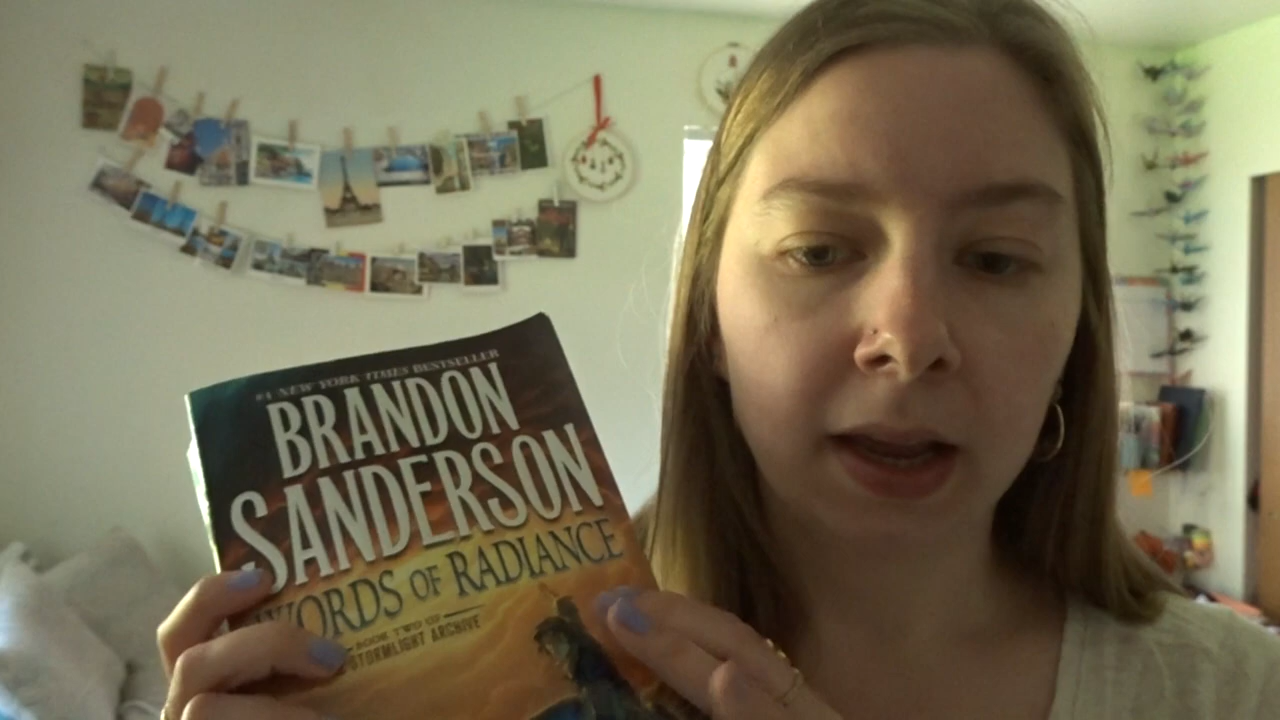 #1 NEW YORK TIMES BESTSELLER
BRANDON
SANDERSON
WORDS OF RADIANCE
BOOK TWO OF
STORMLIGHT ARCHIVE